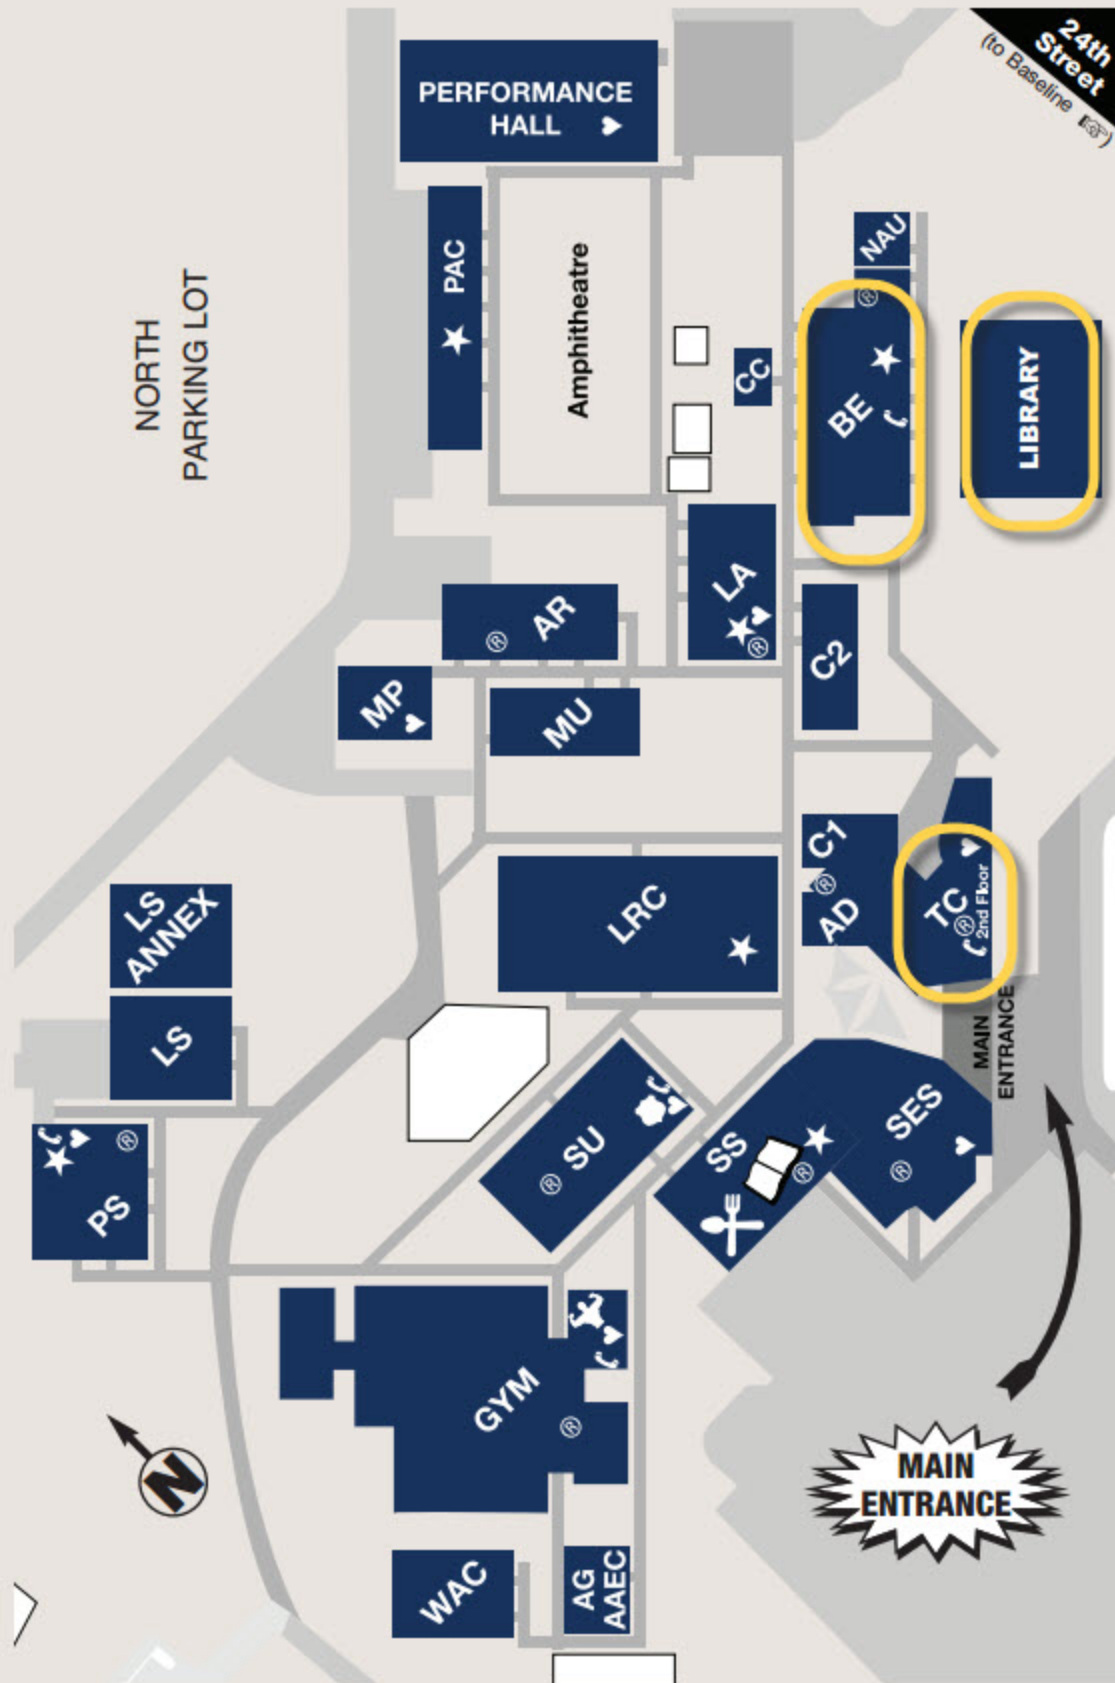 24th
Street
(to Baseline ☞)
PERFORMANCE
HALL ♥
NAU
PAC
★
NORTH
PARKING LOT
Amphitheatre
®
CC
BE
★
LIBRARY
LA
★♥
®
AR
®
C2
MP
♥
MU
C1
®
AD
TC
®
♥
2nd Floor
LRC
★
LS
ANNEX
LS
MAIN
ENTRANCE
SES
♥
®
SU
®
♥
SS
★
®
PS
★
♥
®
GYM
®
♥
N
MAIN
ENTRANCE
WAC
AG
AAEC